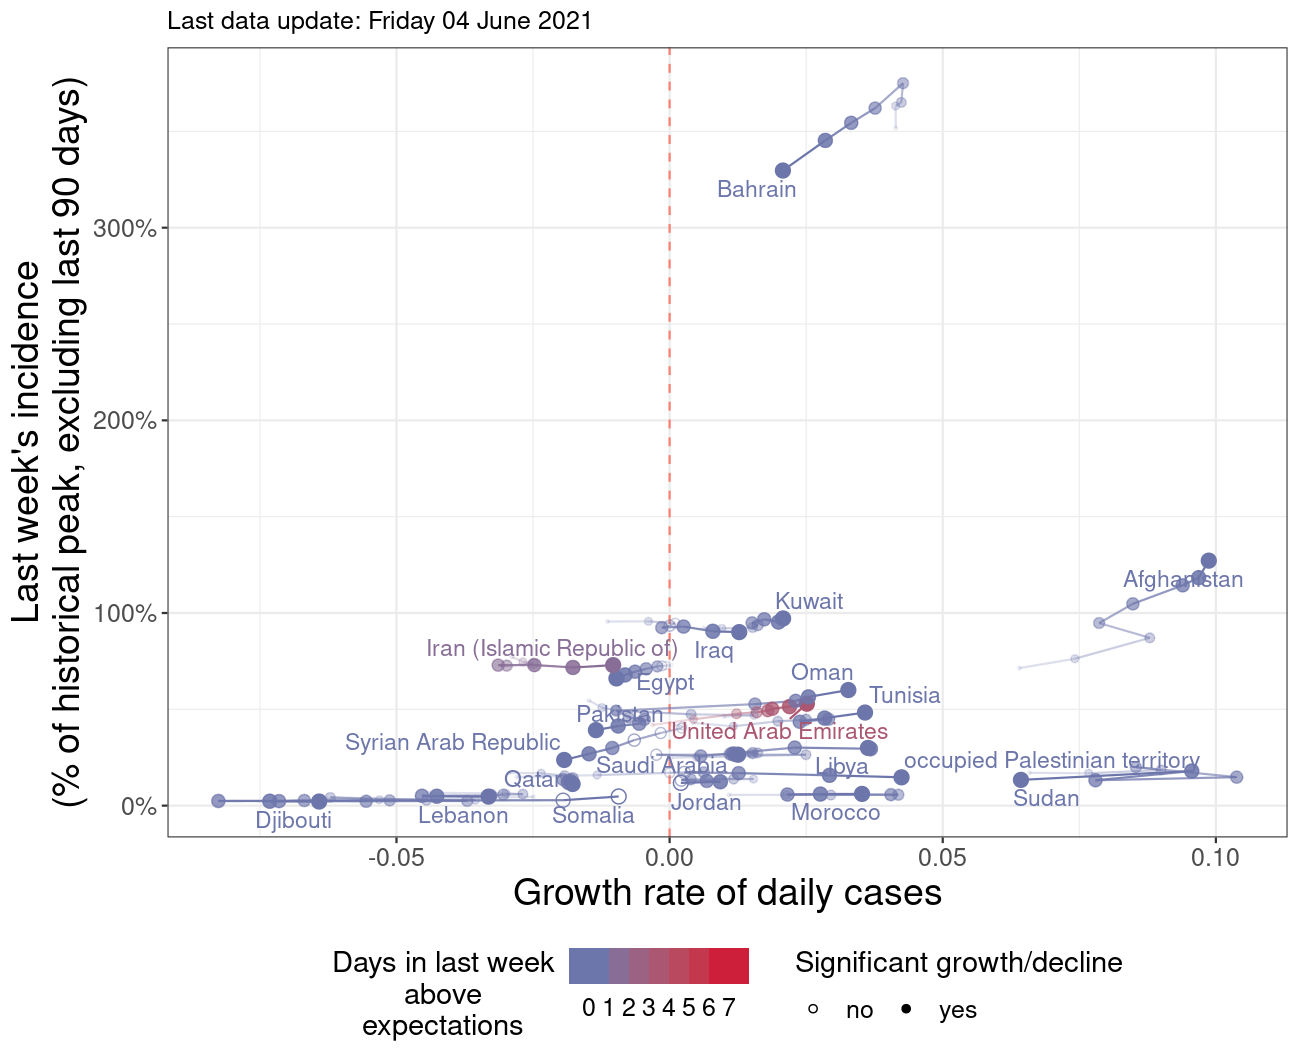 Last data update: Friday 04 June 2021
Last week's incidence
(% of historical peak, excluding last 90 days)
300%
200%
100%
0%
Bahrain
Afghanistan
Kuwait
Iraq
Iran (Islamic Republic of)
Egypt
Oman
Tunisia
Pakistan
United Arab Emirates
Syrian Arab Republic
Saudi Arabia
Libya
occupied Palestinian territory
Qatar
Sudan
Jordan
Morocco
Djibouti
Lebanon
Somalia
-0.05
0.00
0.05
0.10
Growth rate of daily cases
Days in last week
above
expectations
0 1 2 3 4 5 6 7
Significant growth/decline
no
yes